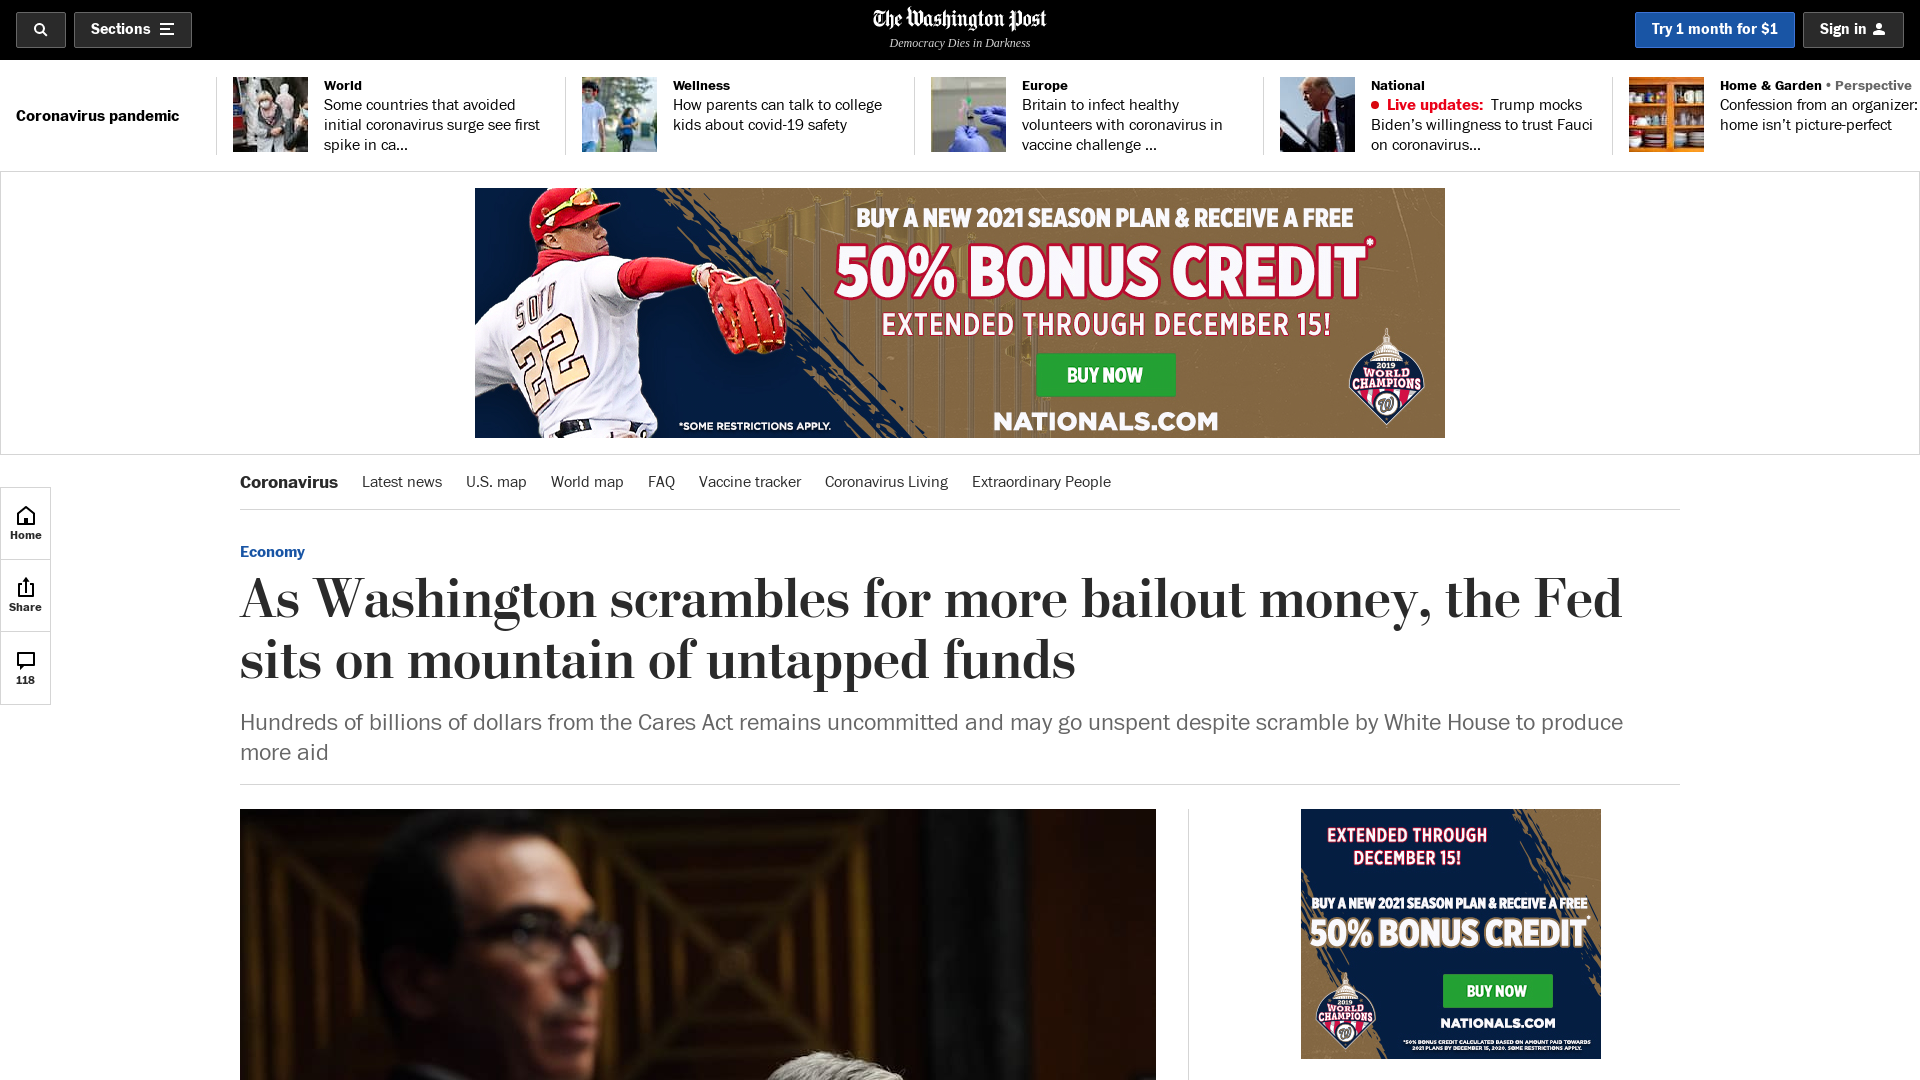 Sections
The Washington Post
Democracy Dies in Darkness
Try 1 month for $1
Sign in
Coronavirus pandemic
World
Some countries that avoided
initial coronavirus surge see first
spike in ca...
Wellness
How parents can talk to college
kids about covid-19 safety
Europe
Britain to infect healthy
volunteers with coronavirus in
vaccine challenge ...
National
Live updates: Trump mocks
Biden’s willingness to trust Fauci
on coronavirus...
Home & Garden • Perspective
Confession from an organizer:
home isn’t picture-perfect
BUY A NEW 2021 SEASON PLAN & RECEIVE A FREE
50% BONUS CREDIT*
EXTENDED THROUGH DECEMBER 15!
BUY NOW
NATIONALS.COM
*SOME RESTRICTIONS APPLY.
22
2019
WORLD
CHAMPIONS
W
Coronavirus
Latest news
U.S. map
World map
FAQ
Vaccine tracker
Coronavirus Living
Extraordinary People
Home
Share
118
Economy
As Washington scrambles for more bailout money, the Fed
sits on mountain of untapped funds
Hundreds of billions of dollars from the Cares Act remains uncommitted and may go unspent despite scramble by White House to produce
more aid
EXTENDED THROUGH
DECEMBER 15!
BUY A NEW 2021 SEASON PLAN & RECEIVE A FREE
50% BONUS CREDIT*
BUY NOW
NATIONALS.COM
2019
WORLD
CHAMPIONS
W
*50% BONUS CREDIT CALCULATED BASED ON AMOUNT PAID TOWARDS
2021 PLANS BY DECEMBER 15, 2020. SOME RESTRICTIONS APPLY.